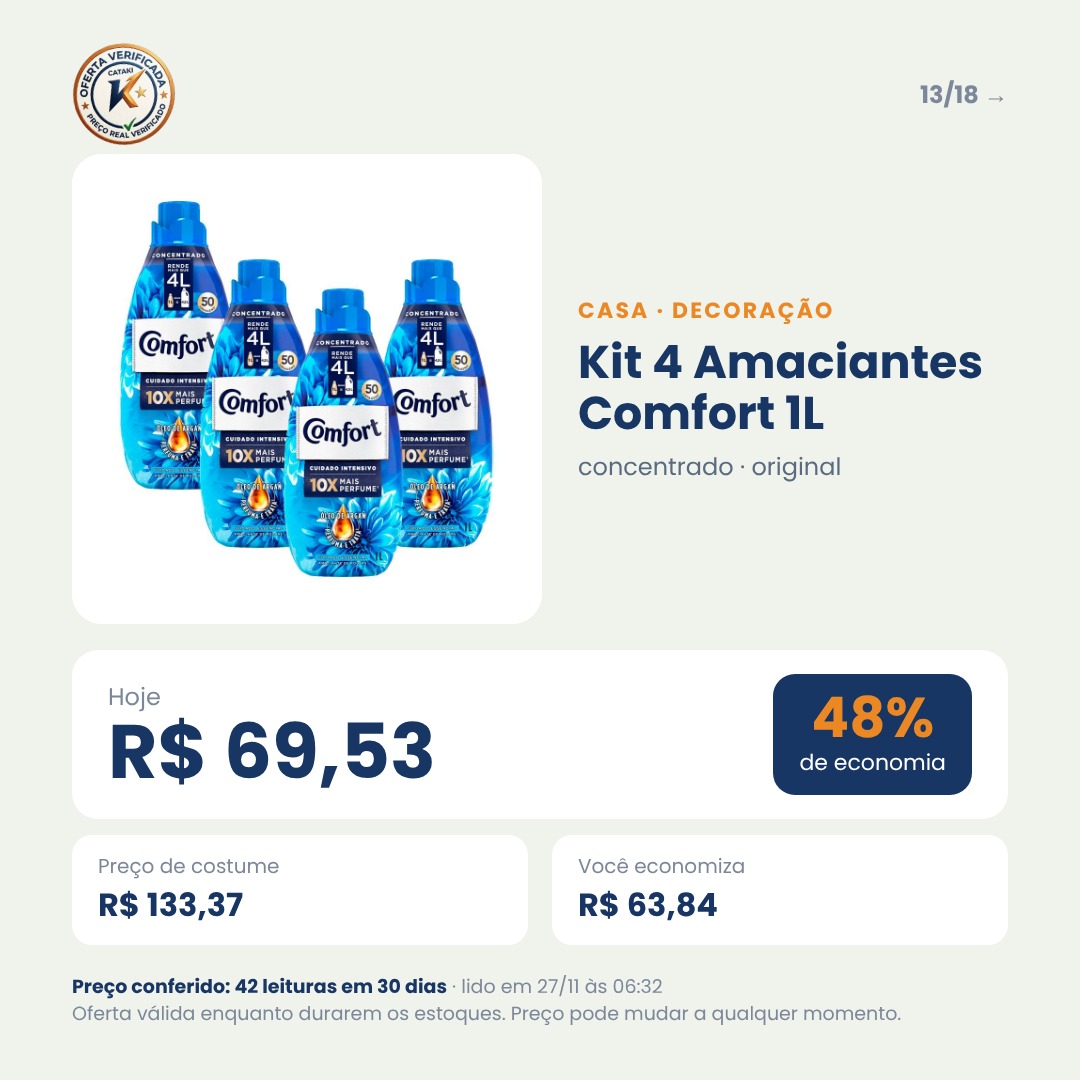 OFERTA VERIFICADA
CATAKI
K
PREÇO REAL VERIFICADO
13/18 →
CONCENTRADO
RENDE
MAIS QUE
4L
50
Comfort
CUIDADO INTENSIVO
10X MAIS
PERFUME
ÓLEO DE ARGAN
PERFUMA E TRATA
1L
CASA · DECORAÇÃO
Kit 4 Amaciantes
Comfort 1L
concentrado · original
Hoje
R$ 69,53
48%
de economia
Preço de costume
R$ 133,37
Você economiza
R$ 63,84
Preço conferido: 42 leituras em 30 dias · lido em 27/11 às 06:32
Oferta válida enquanto durarem os estoques. Preço pode mudar a qualquer momento.